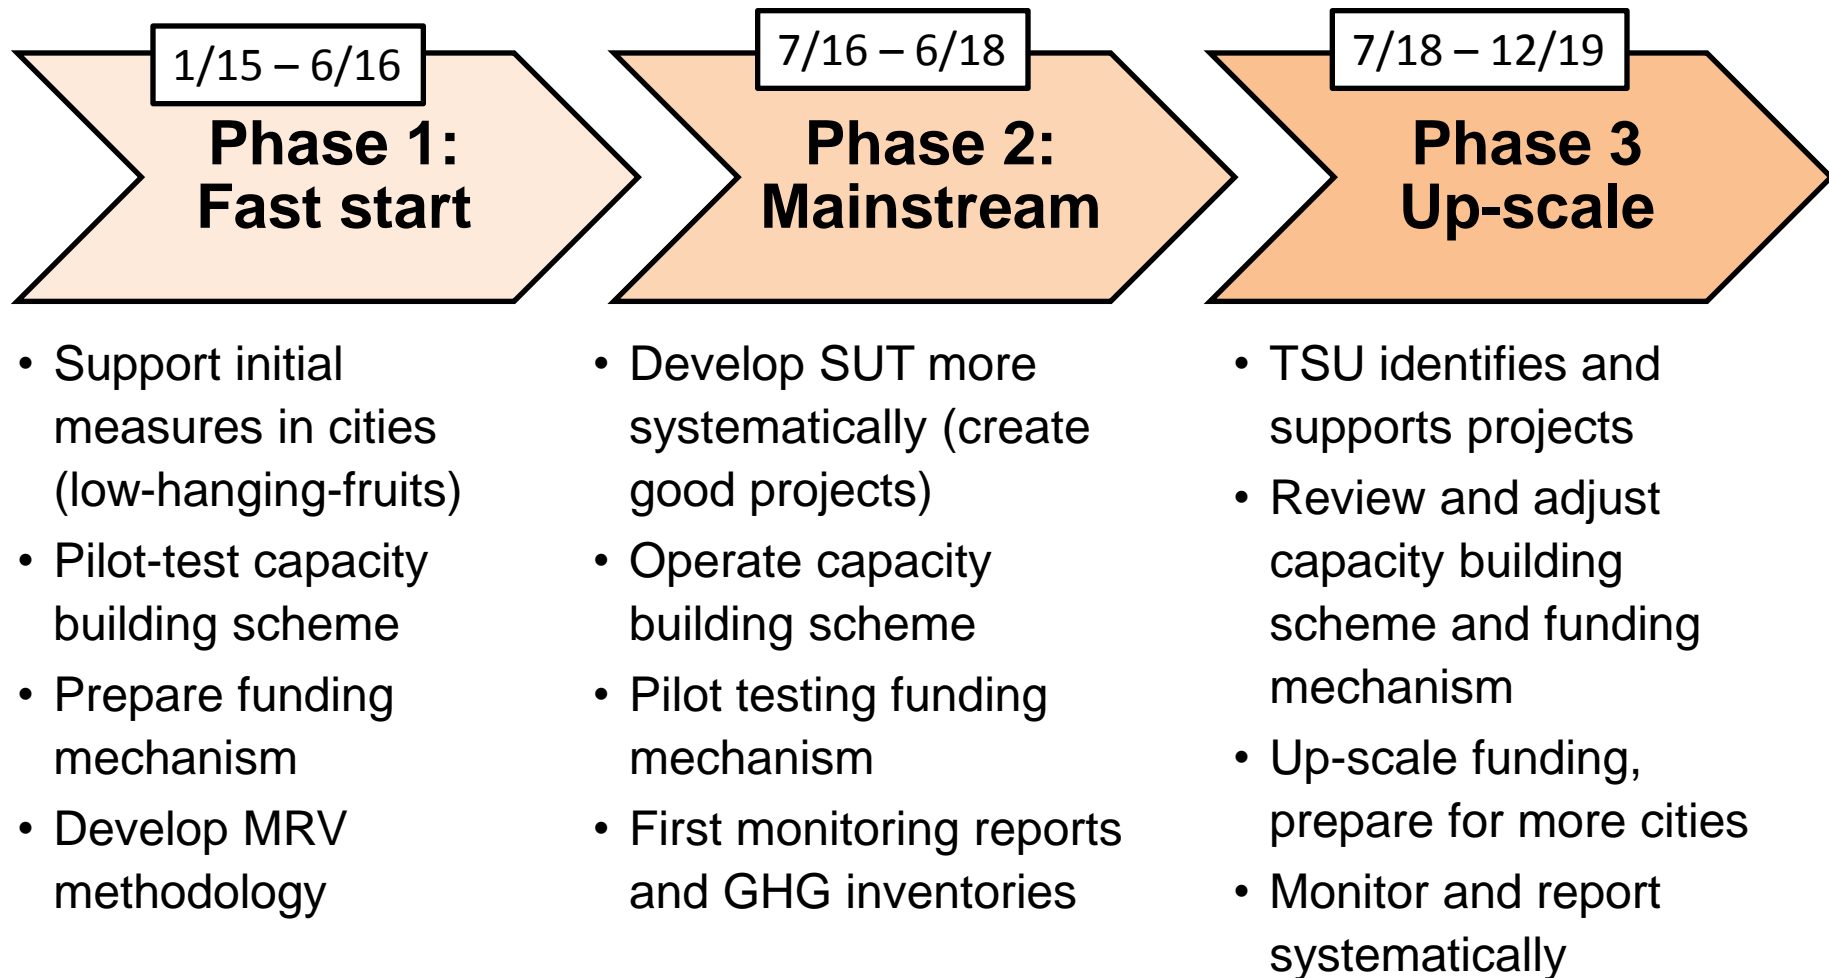 1/15 – 6/16
Phase 1:
Fast start
• Support initial
measures in cities
(low-hanging-fruits)
• Pilot-test capacity
building scheme
• Prepare funding
mechanism
• Develop MRV
methodology
7/16 – 6/18
Phase 2:
Mainstream
• Develop SUT more
systematically (create
good projects)
• Operate capacity
building scheme
• Pilot testing funding
mechanism
• First monitoring reports
and GHG inventories
7/18 – 12/19
Phase 3
Up-scale
• TSU identifies and
supports projects
• Review and adjust
capacity building
scheme and funding
mechanism
• Up-scale funding,
prepare for more cities
• Monitor and report
systematically